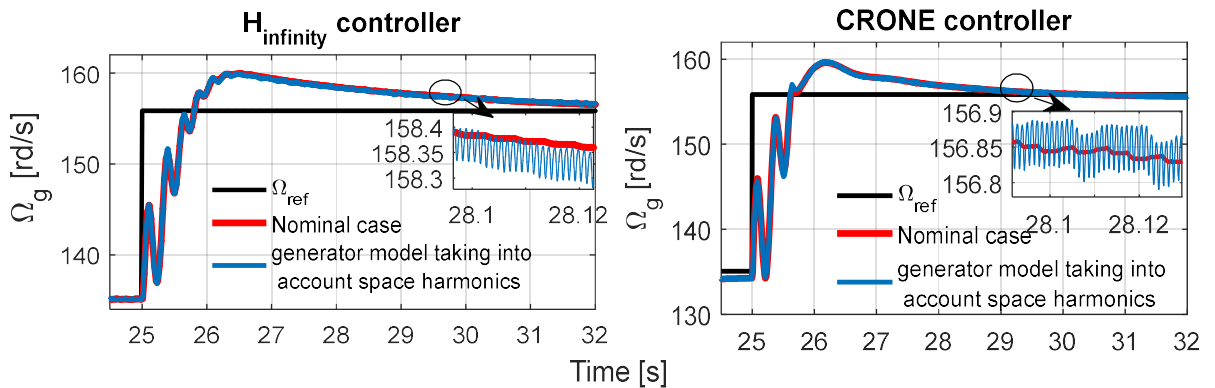 H_infinity controller
160
150
140
Ω_g [rd/s]
25
26
27
28
29
30
31
32
Ω_ref
Nominal case
generator model taking into
account space harmonics
158.4
158.35
158.3
28.1
28.12
CRONE controller
160
150
140
130
Ω_g [rd/s]
25
26
27
28
29
30
31
32
Ω_ref
Nominal case
generator model taking into
account space harmonics
156.9
156.85
156.8
28.1
28.12
Time [s]